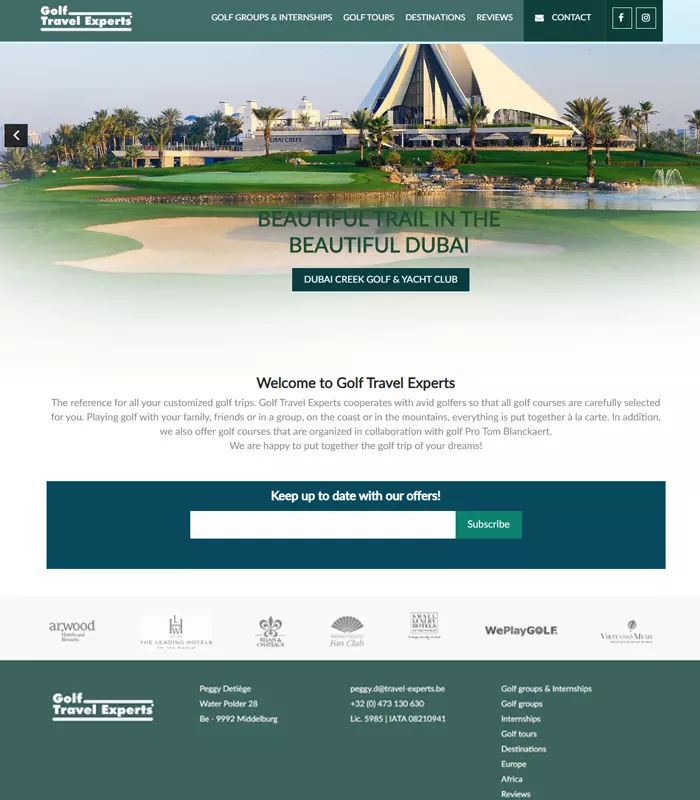 Golf
Travel Experts
GOLF GROUPS & INTERNSHIPS GOLF TOURS DESTINATIONS REVIEWS CONTACT
DUBAI CREEK
BEAUTIFUL TRAIL IN THE
BEAUTIFUL DUBAI
DUBAI CREEK GOLF & YACHT CLUB
Welcome to Golf Travel Experts
The reference for all your customized golf trips. Golf Travel Experts cooperates with avid golfers so that all golf courses are carefully selected
for you. Playing golf with your family, friends or in a group, on the coast or in the mountains, everything is put together à la carte. In addition,
we also offer golf courses that are organized in collaboration with golf Pro Tom Blanckaert.
We are happy to put together the golf trip of your dreams!
Keep up to date with our offers!
Subscribe
arwood
Hotels and
THE LEADING HOTELS
OF THE WORLD
RELAIS &
CHATEAUX
Fan Club
SMALL
LUXURY
HOTELS
WePlayGOLF
Golf
Travel Experts
Peggy Detiège
Water Polder 28
Be - 9992 Middelburg
peggy.d@travel-experts.be
+32 (0) 473 130 630
Lic. 5985 | IATA 08210941
Golf groups & Internships
Golf groups
Internships
Golf tours
Destinations
Europe
Africa
Reviews